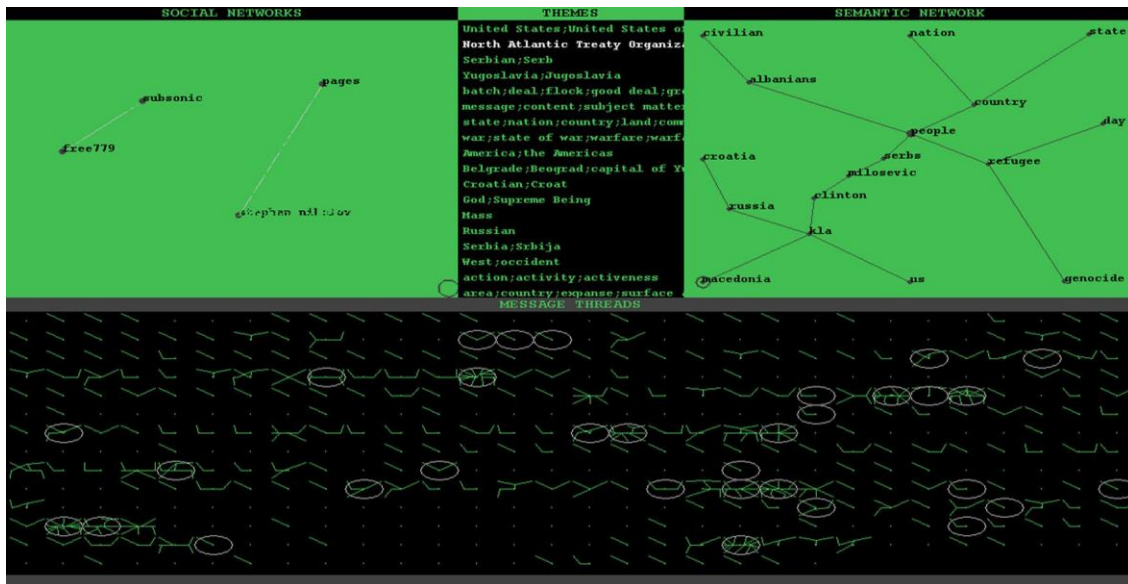 SOCIAL NETWORKS
subsonic
pages
free779
THEMES
United States;United States o
North Atlantic Treaty Organiz
Serbian;Serb
Yugoslavia;Jugoslavia
batch;deal;flock;good deal;gr
message;content;subject matte
state;nation;country;land;com
war;state of war;warfare;warf
America;the Americas
Belgrade;Beograd;capital of Y
Croatian;Croat
God;Supreme Being
Mass
Russian
Serbia;Srbija
West;occident
action;activity;activeness
area;country;expanse;surface
SEMANTIC NETWORK
civilian
nation
state
albanians
country
day
people
croatia
serbs
refugee
milosevic
clinton
russia
kla
macedonia
us
genocide
MESSAGE THREADS